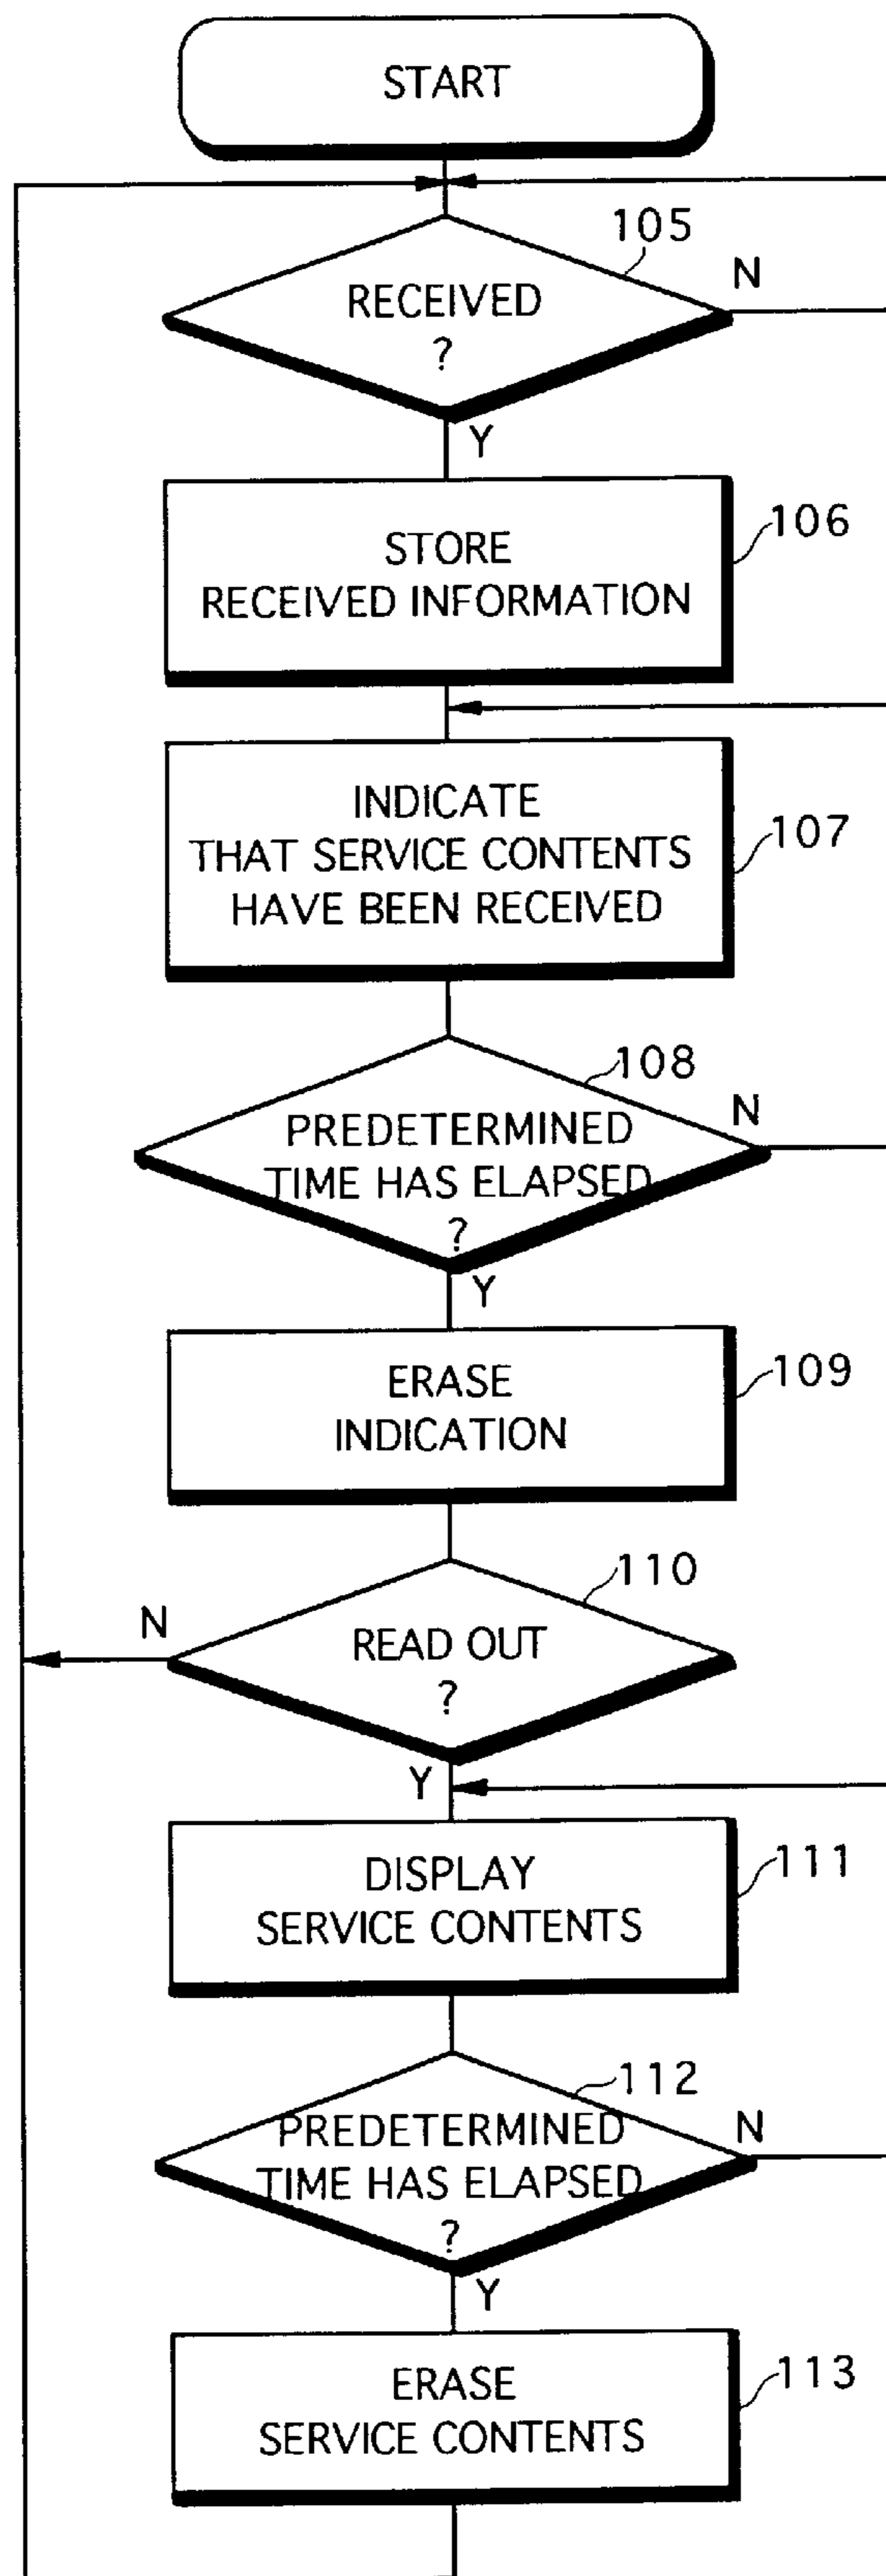 START
105
RECEIVED
?
N
Y
STORE
RECEIVED INFORMATION
106
INDICATE
THAT SERVICE CONTENTS
HAVE BEEN RECEIVED
107
108
PREDETERMINED
TIME HAS ELAPSED
?
N
Y
ERASE
INDICATION
109
110
READ OUT
?
N
Y
DISPLAY
SERVICE CONTENTS
111
112
PREDETERMINED
TIME HAS ELAPSED
?
N
Y
ERASE
SERVICE CONTENTS
113